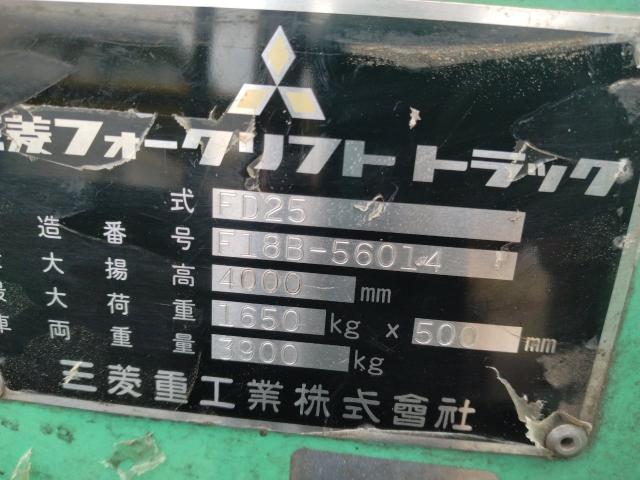 菱フォークリフトトラック
式 FD25
造番号 F18B-56014
大揚高 4000 mm
大荷重 1650 kg × 500 mm
車両重量 3900 kg
三菱重工業株式會社